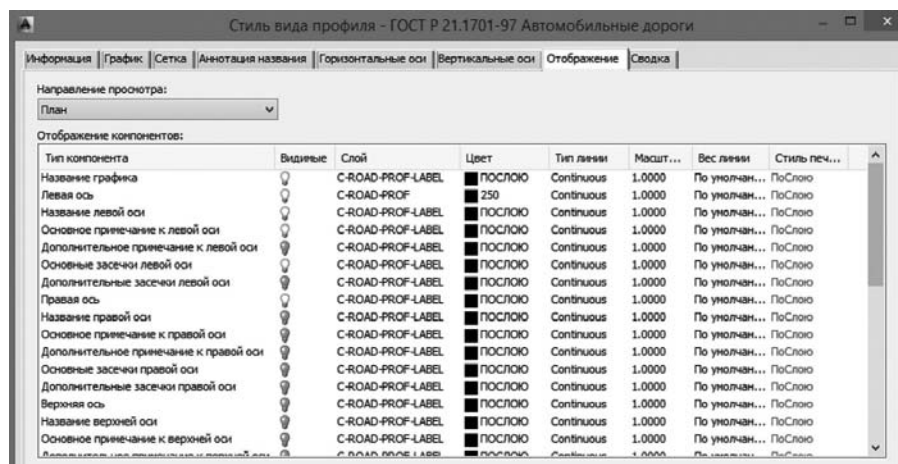 Стиль вида профиля - ГОСТ Р 21.1701-97 Автомобильные дороги
Информация График Сетка Аннотация названия Горизонтальные оси Вертикальные оси Отображение Сводка
Направление просмотра:
План
Отображение компонентов:
Тип компонента Видимые Слой Цвет Тип линии Масшт... Вес линии Стиль печ...
Название графика C-ROAD-PROF-LABEL ПОСЛОЮ Continuous 1.0000 По умолчан... ПоСлою
Левая ось C-ROAD-PROF 250 Continuous 1.0000 По умолчан... ПоСлою
Название левой оси C-ROAD-PROF-LABEL ПОСЛОЮ Continuous 1.0000 По умолчан... ПоСлою
Основное примечание к левой оси C-ROAD-PROF-LABEL ПОСЛОЮ Continuous 1.0000 По умолчан... ПоСлою
Дополнительное примечание к левой оси C-ROAD-PROF-LABEL ПОСЛОЮ Continuous 1.0000 По умолчан... ПоСлою
Основные засечки левой оси C-ROAD-PROF-LABEL ПОСЛОЮ Continuous 1.0000 По умолчан... ПоСлою
Дополнительные засечки левой оси C-ROAD-PROF-LABEL ПОСЛОЮ Continuous 1.0000 По умолчан... ПоСлою
Правая ось C-ROAD-PROF-LABEL ПОСЛОЮ Continuous 1.0000 По умолчан... ПоСлою
Название правой оси C-ROAD-PROF-LABEL ПОСЛОЮ Continuous 1.0000 По умолчан... ПоСлою
Основное примечание к правой оси C-ROAD-PROF-LABEL ПОСЛОЮ Continuous 1.0000 По умолчан... ПоСлою
Дополнительное примечание к правой оси C-ROAD-PROF-LABEL ПОСЛОЮ Continuous 1.0000 По умолчан... ПоСлою
Основные засечки правой оси C-ROAD-PROF-LABEL ПОСЛОЮ Continuous 1.0000 По умолчан... ПоСлою
Дополнительные засечки правой оси C-ROAD-PROF-LABEL ПОСЛОЮ Continuous 1.0000 По умолчан... ПоСлою
Верхняя ось C-ROAD-PROF-LABEL ПОСЛОЮ Continuous 1.0000 По умолчан... ПоСлою
Название верхней оси C-ROAD-PROF-LABEL ПОСЛОЮ Continuous 1.0000 По умолчан... ПоСлою
Основное примечание к верхней оси C-ROAD-PROF-LABEL ПОСЛОЮ Continuous 1.0000 По умолчан... ПоСлою